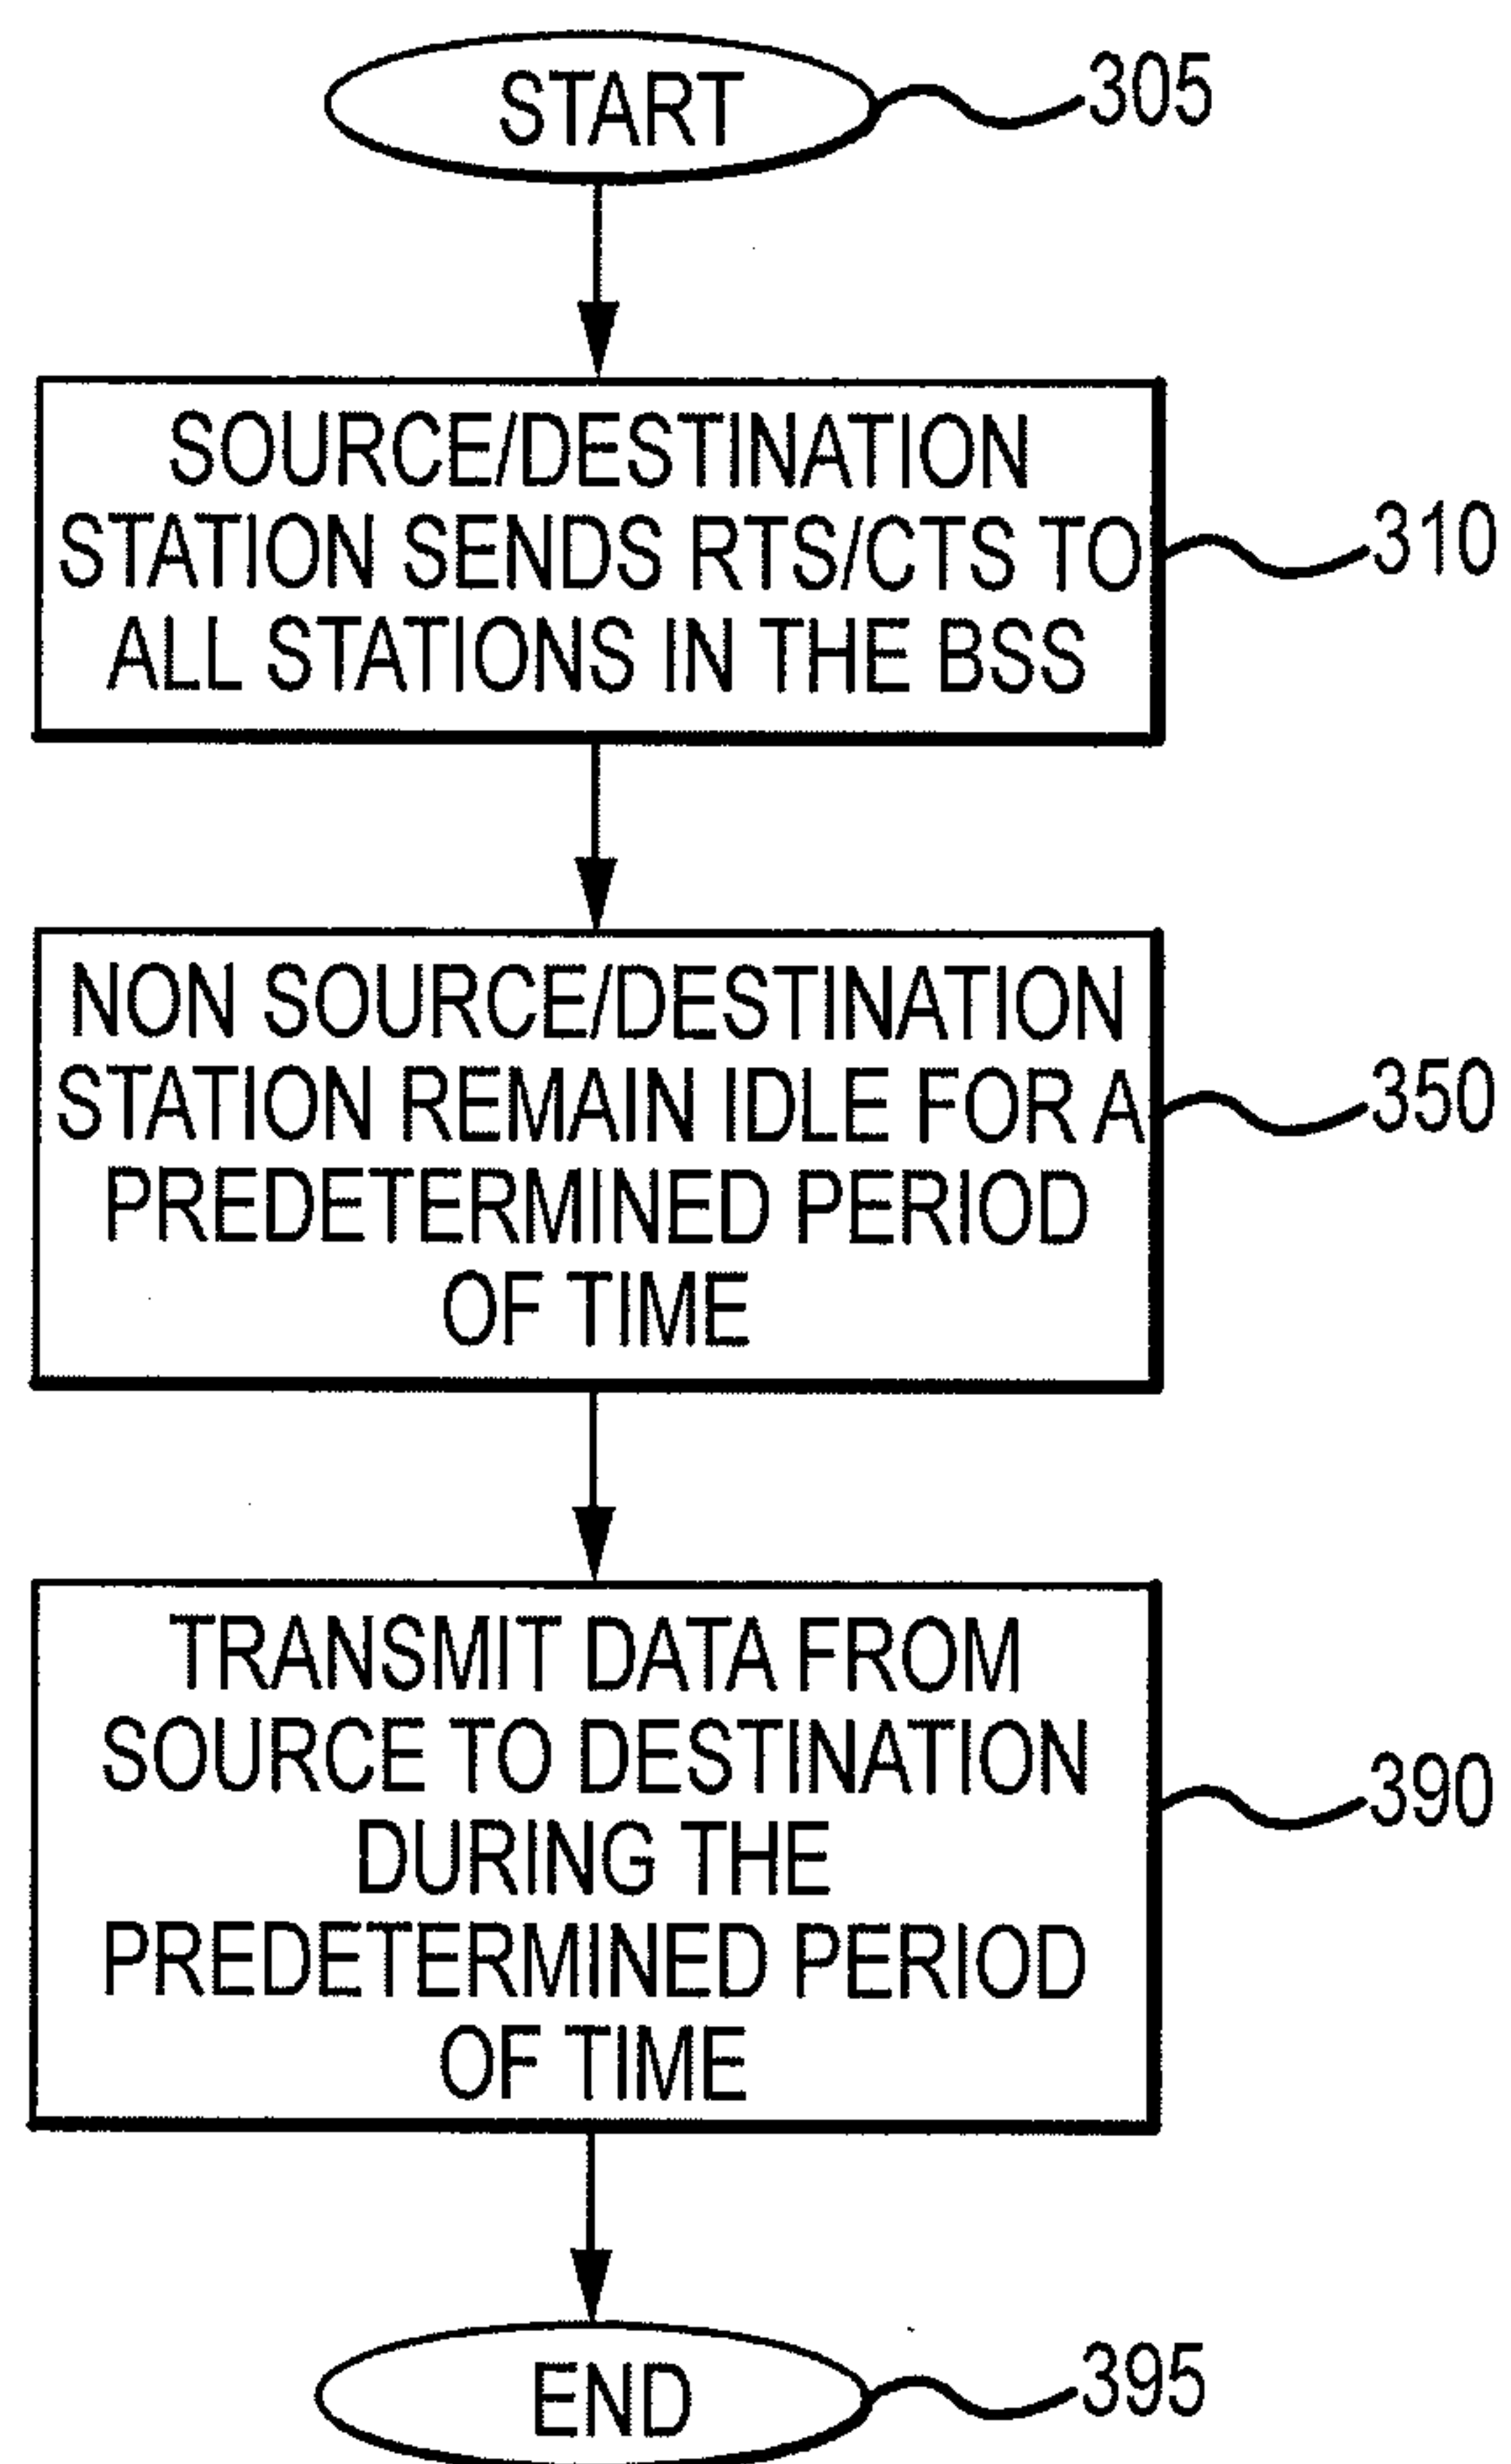 START
305
SOURCE/DESTINATION
STATION SENDS RTS/CTS TO
ALL STATIONS IN THE BSS
310
NON SOURCE/DESTINATION
STATION REMAIN IDLE FOR A
PREDETERMINED PERIOD
OF TIME
350
TRANSMIT DATA FROM
SOURCE TO DESTINATION
DURING THE
PREDETERMINED PERIOD
OF TIME
390
END
395